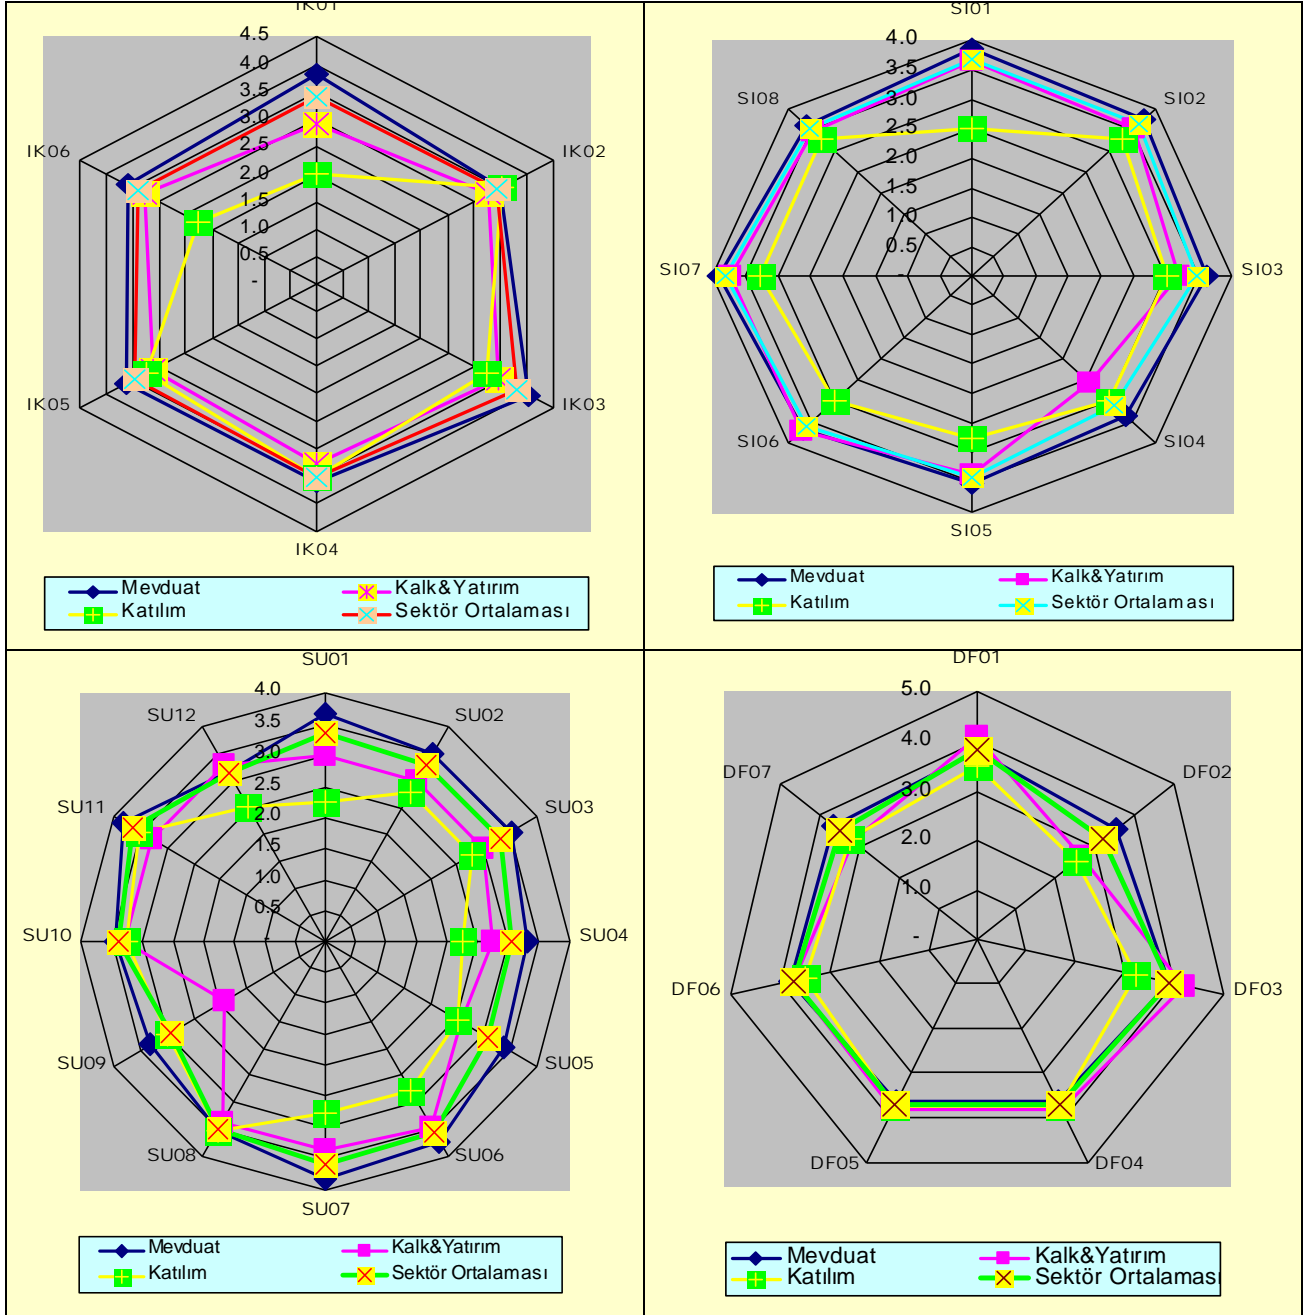 IK01
4.5
4.0
3.5
3.0
2.5
2.0
1.5
1.0
0.5
-
IK02
IK03
IK04
IK05
IK06
Mevduat
Kalk&Yatırım
Katılım
Sektör Ortalaması
SI01
4.0
3.5
3.0
2.5
2.0
1.5
1.0
0.5
-
SI02
SI03
SI04
SI05
SI06
SI07
SI08
Mevduat
Kalk&Yatırım
Katılım
Sektör Ortalaması
SU01
4.0
3.5
3.0
2.5
2.0
1.5
1.0
0.5
-
SU02
SU03
SU04
SU05
SU06
SU07
SU08
SU09
SU10
SU11
SU12
Mevduat
Kalk&Yatırım
Katılım
Sektör Ortalaması
DF01
5.0
4.0
3.0
2.0
1.0
-
DF02
DF03
DF04
DF05
DF06
DF07
Mevduat
Kalk&Yatırım
Katılım
Sektör Ortalaması